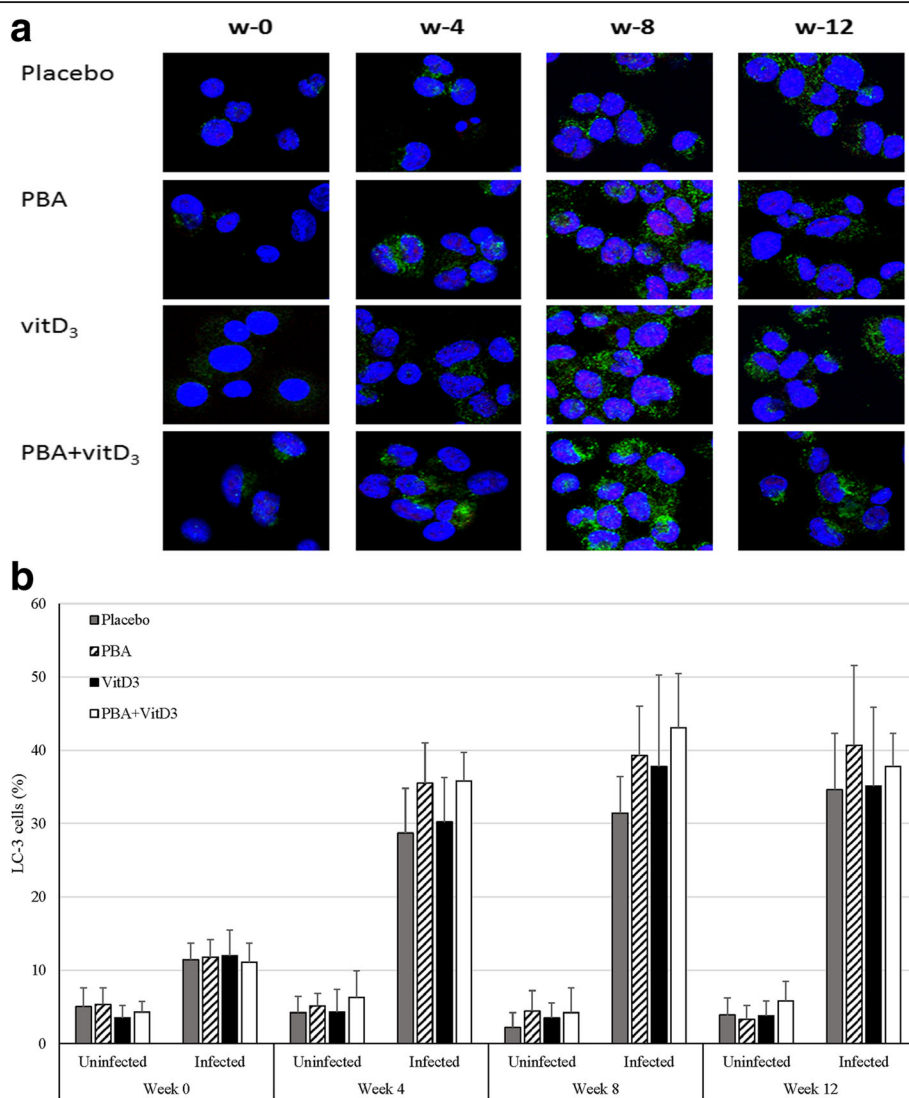 a
w-0 w-4 w-8 w-12
Placebo
PBA
vitD₃
PBA+vitD₃
b
60
Placebo
PBA
VitD3
PBA+VitD3
50
40
30
20
10
0
LC-3 cells (%)
Uninfected Infected Uninfected Infected Uninfected Infected Uninfected Infected
Week 0 Week 4 Week 8 Week 12